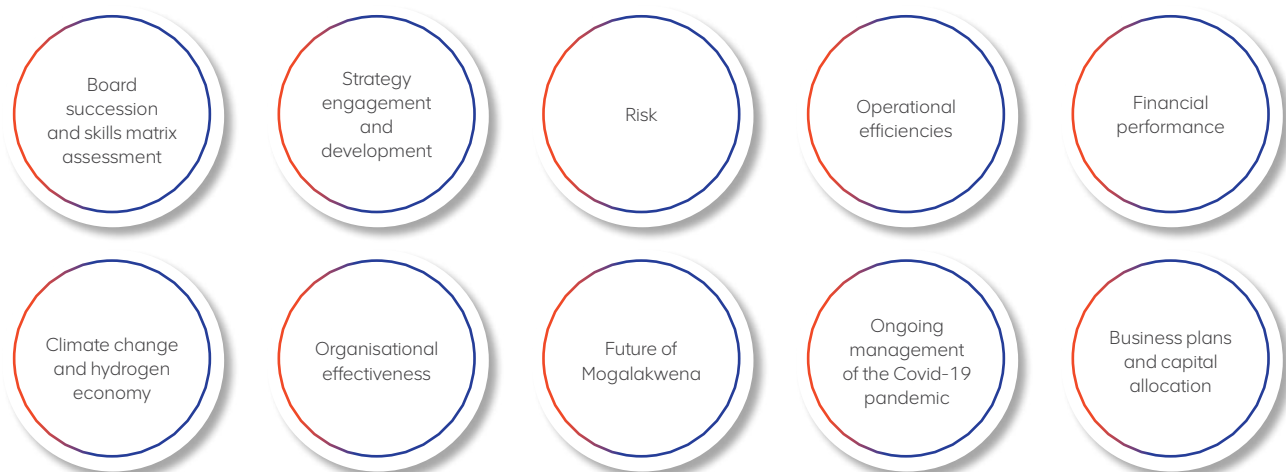 Board
succession
and skills matrix
assessment
Strategy
engagement
and
development
Risk
Operational
efficiencies
Financial
performance
Climate change
and hydrogen
economy
Organisational
effectiveness
Future of
Mogalakwena
Ongoing
management
of the Covid-19
pandemic
Business plans
and capital
allocation